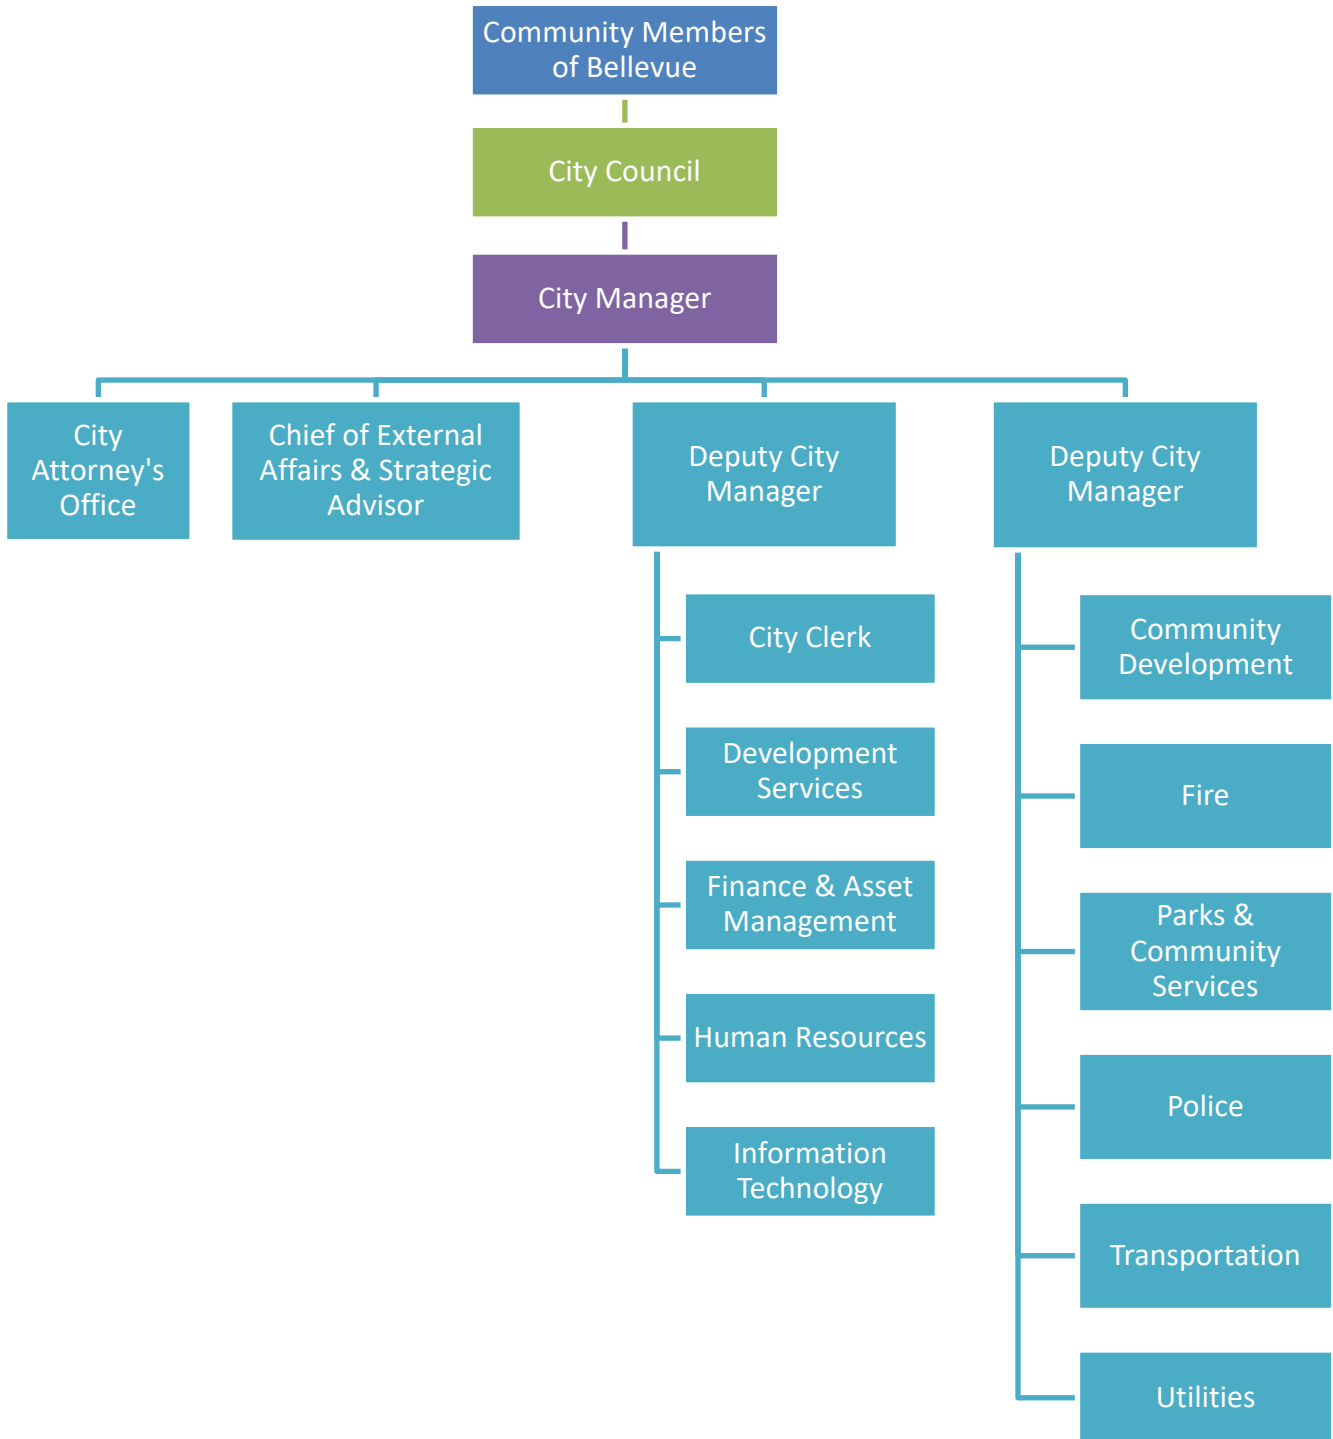 Community Members
of Bellevue
City Council
City Manager
City
Attorney's
Office
Chief of External
Affairs & Strategic
Advisor
Deputy City
Manager
Deputy City
Manager
City Clerk
Development
Services
Finance & Asset
Management
Human Resources
Information
Technology
Community
Development
Fire
Parks &
Community
Services
Police
Transportation
Utilities